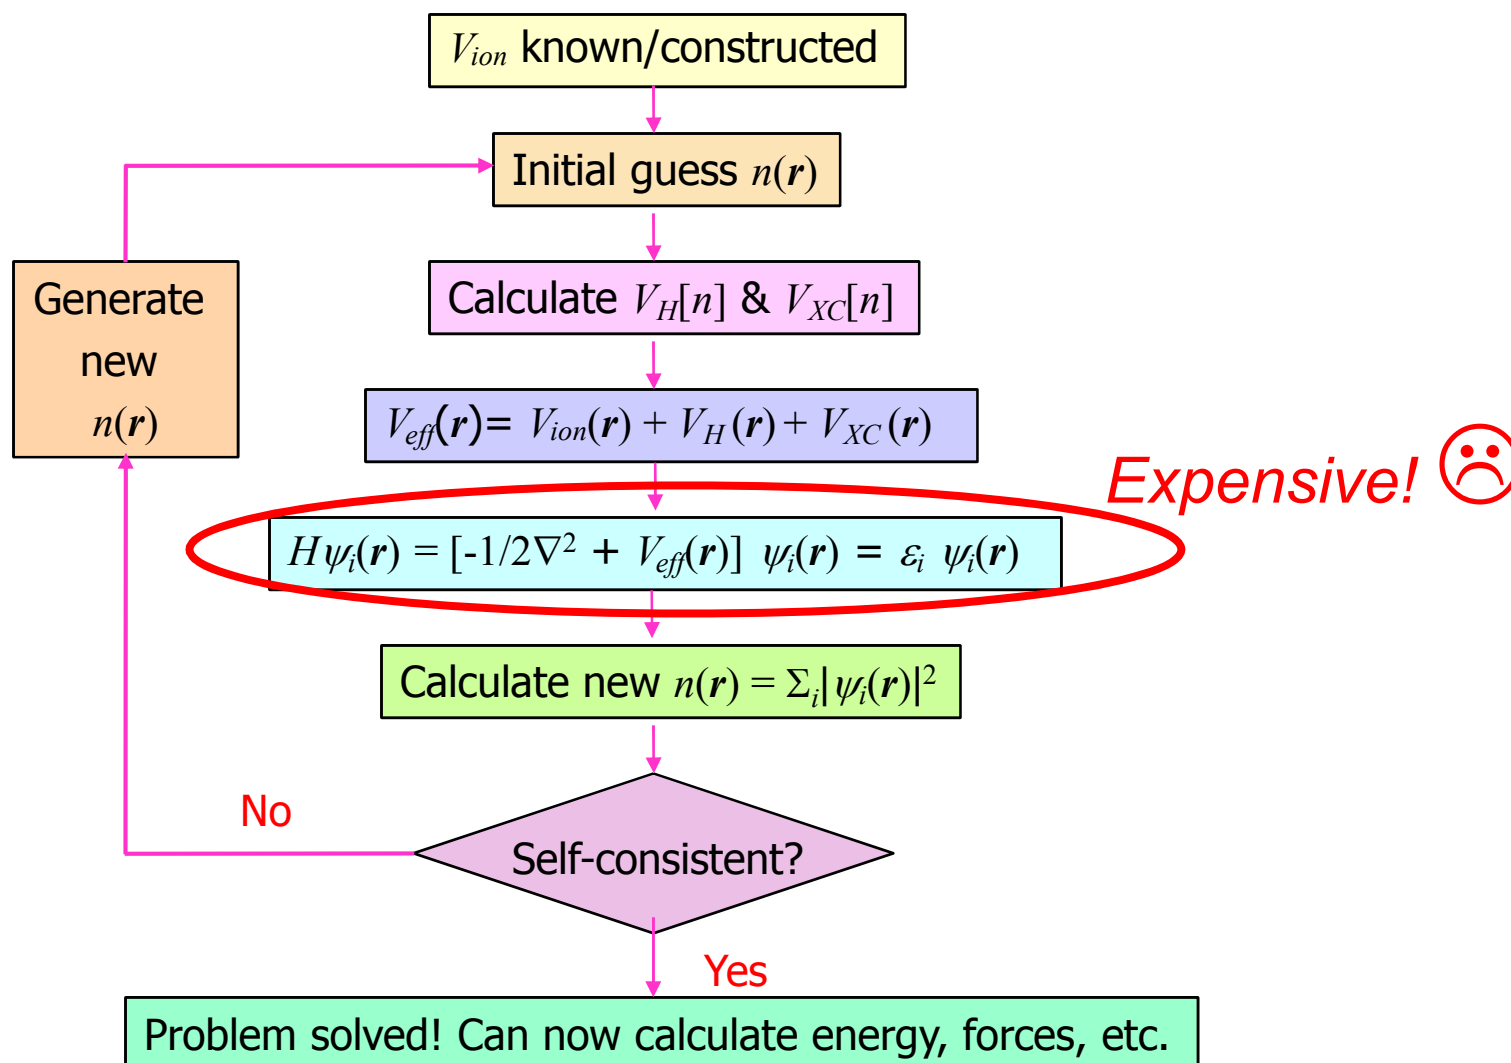 V_ion known/constructed
Initial guess n(r)
Calculate V_H[n] & V_XC[n]
Generate
new
n(r)
V_eff(r)= V_ion(r) + V_H(r) + V_XC(r)
Expensive! ☹
Hψ_i(r) = [-1/2∇² + V_eff(r)] ψ_i(r) = ε_i ψ_i(r)
Calculate new n(r) = Σ_i|ψ_i(r)|²
No
Self-consistent?
Yes
Problem solved! Can now calculate energy, forces, etc.